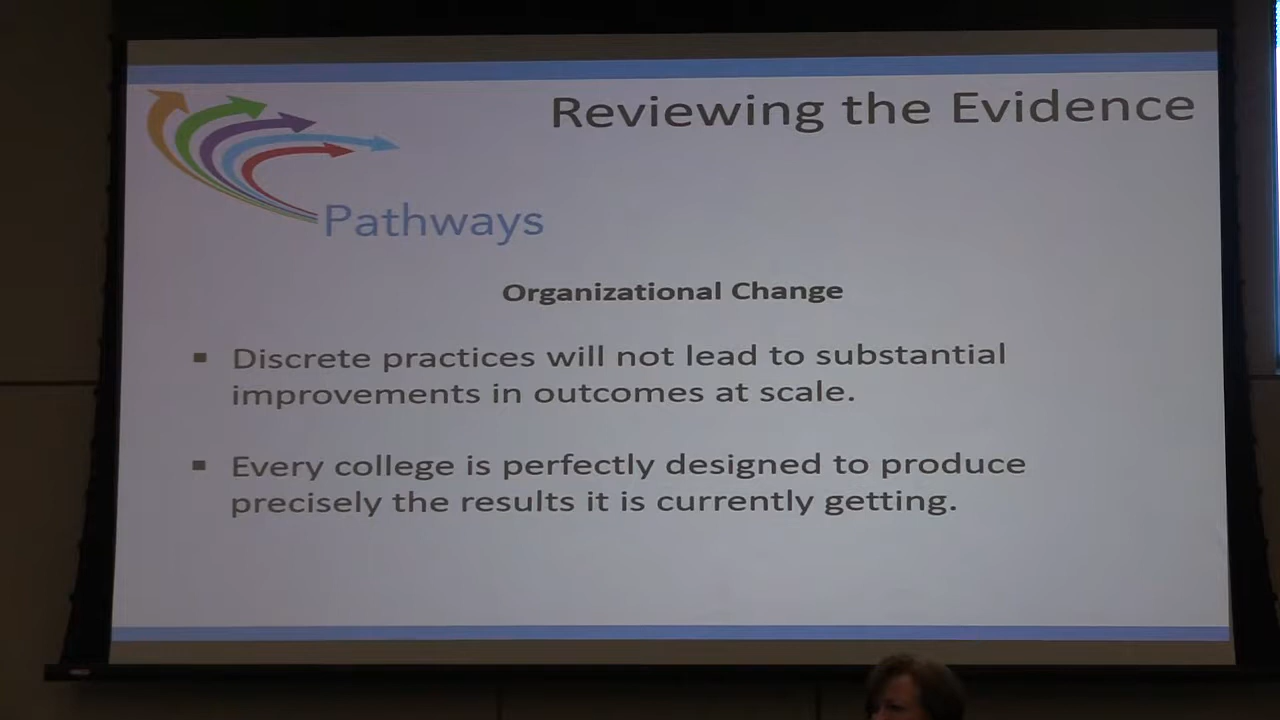 Reviewing the Evidence
Pathways
Organizational Change
▪ Discrete practices will not lead to substantial
improvements in outcomes at scale.
▪ Every college is perfectly designed to produce
precisely the results it is currently getting.